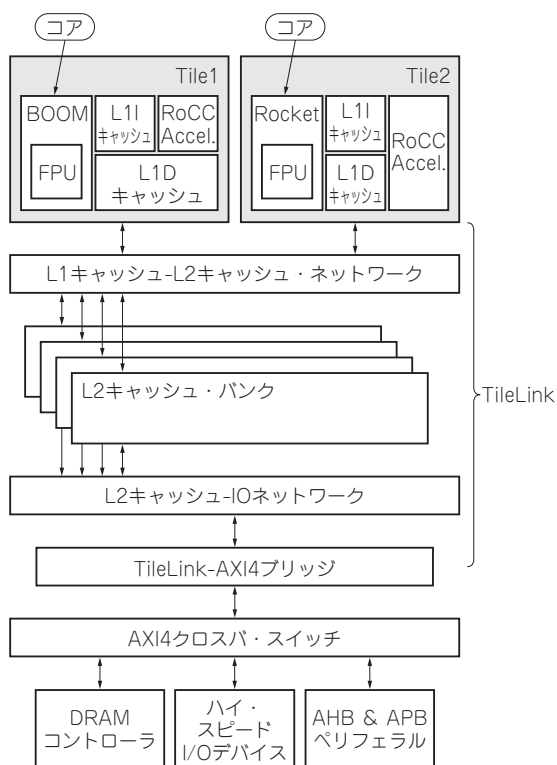 コア
コア
Tile1
Tile2
BOOM
FPU
L1I
キャッシュ
RoCC
Accel.
L1D
キャッシュ
Rocket
FPU
L1I
キャッシュ
L1D
キャッシュ
RoCC
Accel.
L1キャッシュ-L2キャッシュ・ネットワーク
L2キャッシュ・バンク
TileLink
L2キャッシュ-IOネットワーク
TileLink-AXI4ブリッジ
AXI4クロスバ・スイッチ
DRAM
コントローラ
ハイ・
スピード
I/Oデバイス
AHB & APB
ペリフェラル